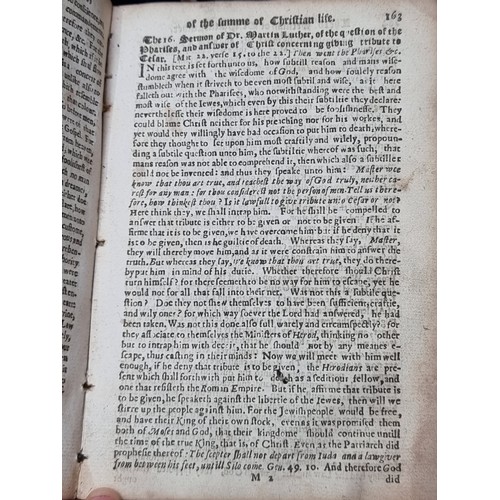 of the summe of Christian life. 163
The 16. Sermon of Dr. Martin Luther, of the question of the
Pharises, and answer of Christ concerning giving tribute to
Cesar. [Mat 22. verse 15. to the 22.] Then went the Pharises &c.
IN this text is set forth unto us, how subtill reason and mans wise-
dome agree with the wisedome of God, and how fouly reason
stumbleth when it striveth to be even most subtill and wise, as it here
falleth out with the Pharises, who notwithstanding were the best and
most wise of the Iewes, which even by this their subtiltie they declare:
neverthelesse their wisedome is here proved to be foolishnesse. They
could blame Christ neither for his preaching nor for his workes, and
yet would they willingly have had occasion to put him to death; where-
fore they thought to set upon him most craftily and wilely, propoun-
ding a subtile question unto him, the subtiltie whereof was such, that mans
reason was not able to comprehend it, then which also a subtiller
could not be invented: and thus they speake unto him: Master we
know that thou art true, and teachest the way of God truly, neither ca-
rest for any man: for thou considerest not the person of men. Tell us there-
fore, how thinkest thou? Is it lawfull to give tribute unto Cesar or not?
Here think they, we shall intrap him. For he shall be compelled to
answer that tribute is either to be given or not to be given If he af-
firme that it is to be given, we have overcome him: if he deny that it
is to be given, then is he guiltie of death. Whereas they say, Master,
they will thereby move him, and as it were constrain him to answer the
truth. But whereas they say, we know that thou art true, they do there-
by put him in mind of his dutie. Whither therefore should Christ
turn himself? for there seemeth to be no way for him to escape, yet he
would not for all that fall into their net. Was not this a subtile que-
stion? Doe they not shew themselves to have been sufficient, craftie,
and wily one? for which way soever the Lord had answered, he had
been taken. Was not this done also full warely and circumspectly? for
they associate to themselves the Ministers of Herod, thinking no other
but to intraphim with deceit, that he should not by any meanes e-
scape, thus casting in their minds: Now we will meet with him well
enough, if he deny that tribute is to be given, the Herodians are pre-
sent which shall forthwith put him to death as a seditious fellow, and
one that resisteth the Roman Empire. But if he, affirme that tribute is
to be given, he speaketh against the libertie of the Iewes, then will we
stirre up the people against him. For the Jewish people would be free,
and have their King of their own stock, even as it was promised them
both of Moses and God, that their kingdome should continue until
the time of the true King, that is, of Christ. Even as the Patriarch did
prophesie thereof: The scepter shall not depart from Iuda and a lawgiver
from between his feet, untill Silo come. Gen. 49. 10. And therefore God
M 2 did